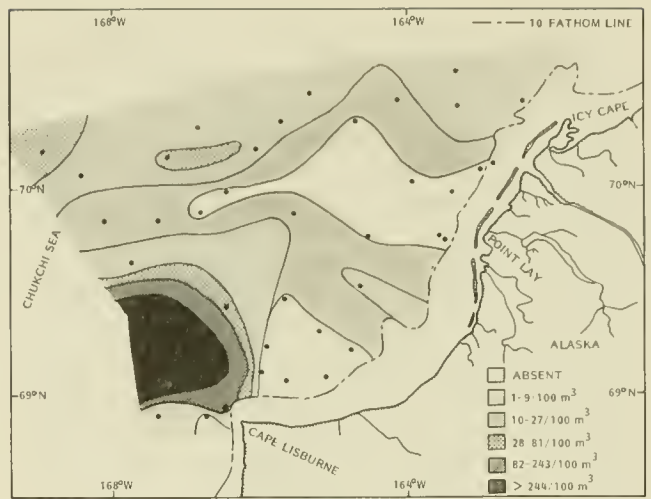 168°W
164°W
10 FATHOM LINE
ICY CAPE
70°N
70°N
CHUKCHI SEA
POINT LAY
ALASKA
ABSENT
1-9/100 m³
10-27/100 m³
28-81/100 m³
82-243/100 m³
> 244/100 m³
69°N
69°N
CAPE LISBURNE
168°W
164°W